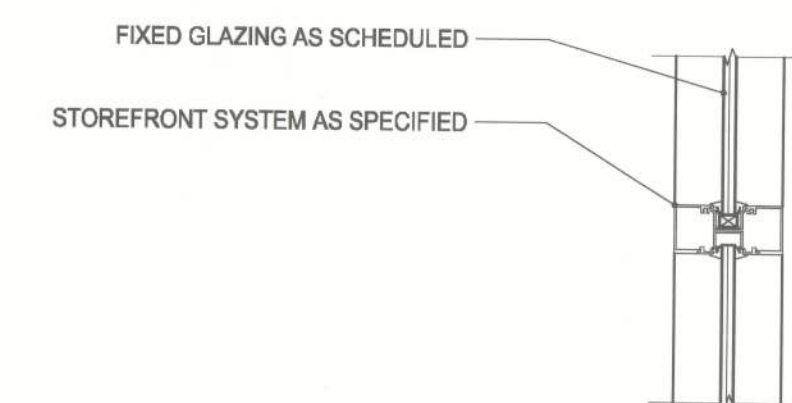 FIXED GLAZING AS SCHEDULED
STOREFRONT SYSTEM AS SPECIFIED